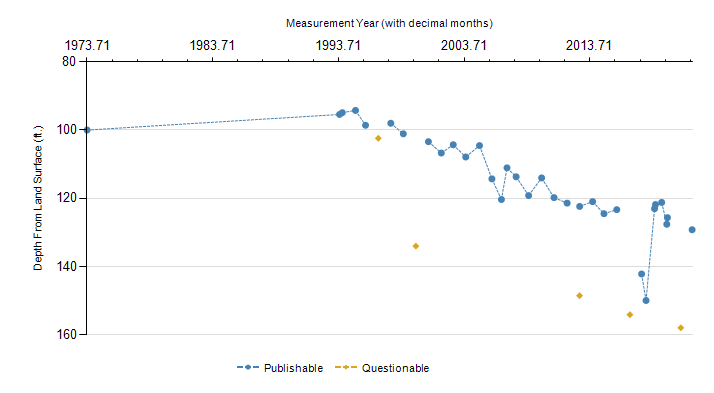 Measurement Year (with decimal months)
1973.71 1983.71 1993.71 2003.71 2013.71
80
100
120
140
160
Depth From Land Surface (ft.)
Publishable Questionable